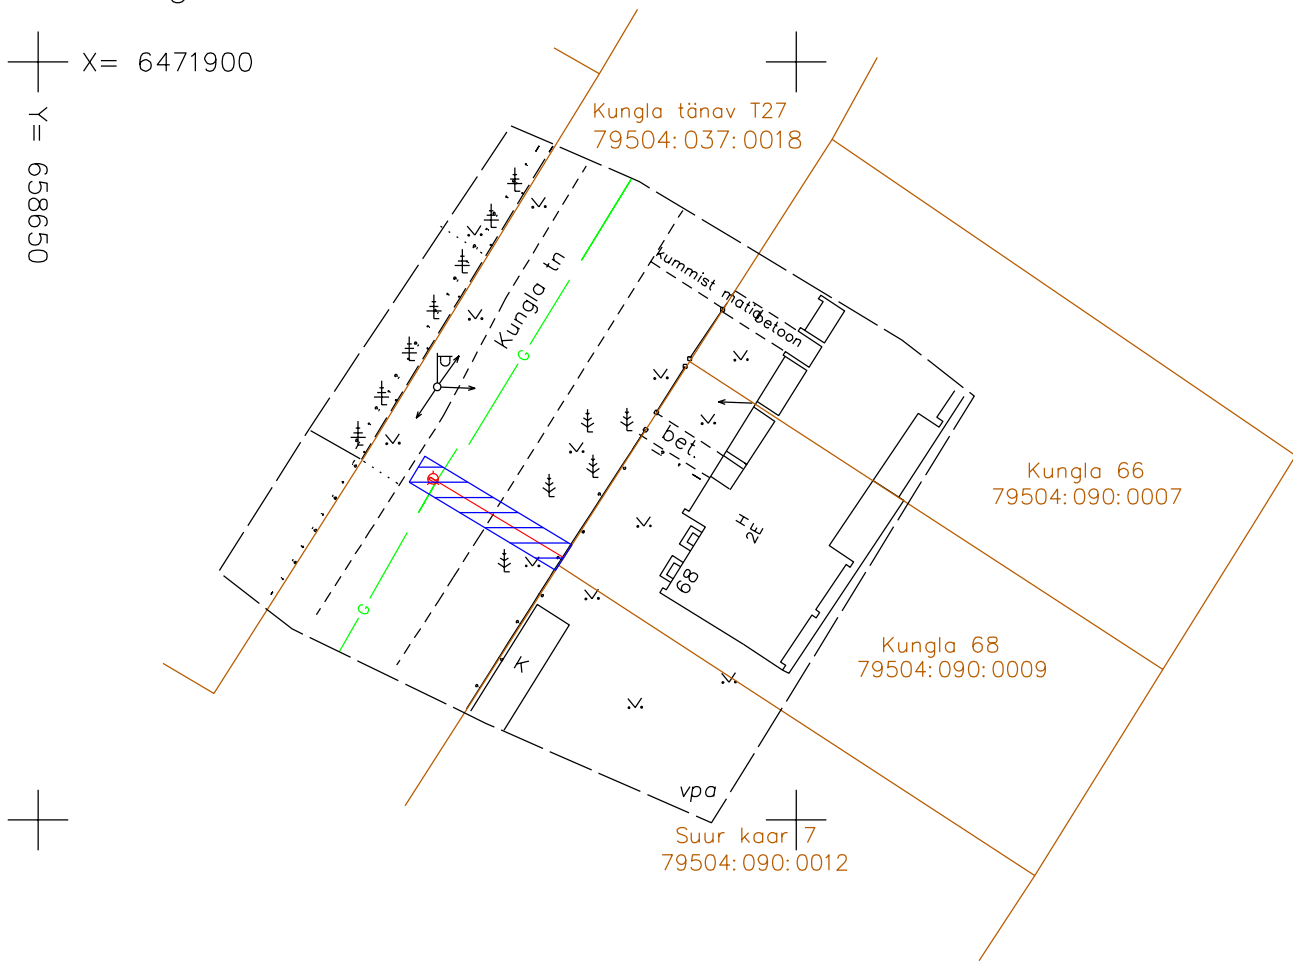 X= 6471900
Y= 658650
Kungla tänav T27
79504:037:0018
Kungla tn
kummist matid
betoon
G
bet.
H
2E
68
Kungla 66
79504:090:0007
G
K
Kungla 68
79504:090:0009
vpa
Suur kaar 7
79504:090:0012